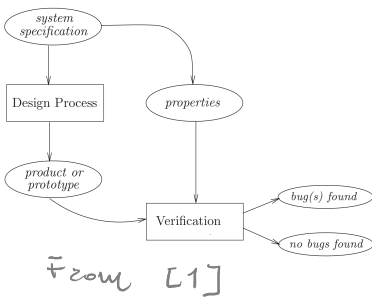 system
specification
Design Process
properties
product or
prototype
Verification
bug(s) found
no bugs found
From [1]